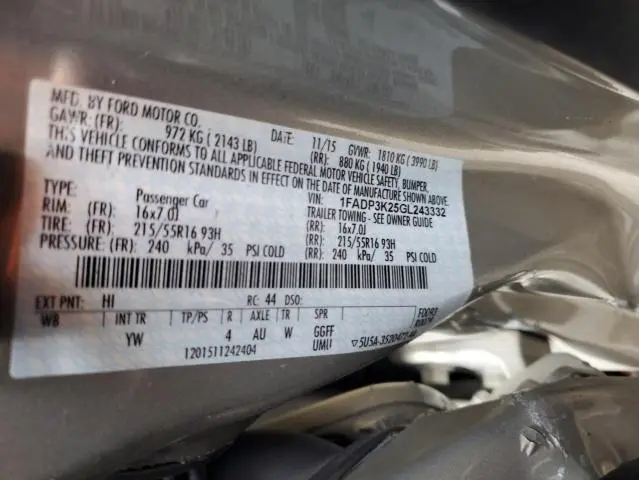 MFD. BY FORD MOTOR CO.
DATE: 11/15 GVWR: 1810 KG ( 3990 LB)
GAWR: (FR): 972 KG ( 2143 LB) (RR): 880 KG ( 1940 LB)
THIS VEHICLE CONFORMS TO ALL APPLICABLE FEDERAL MOTOR VEHICLE SAFETY, BUMPER,
AND THEFT PREVENTION STANDARDS IN EFFECT ON THE DATE OF MANUFACTURE SHOWN ABOVE.
VIN: 1FADP3K25GL243332
TYPE: Passenger Car TRAILER TOWING - SEE OWNER GUIDE
RIM: (FR): 16x7.0J (RR): 16x7.0J
TIRE: (FR): 215/55R16 93H (RR): 215/55R16 93H
PRESSURE: (FR): 240 kPa/ 35 PSI COLD (RR): 240 kPa/ 35 PSI COLD
EXT PNT: HI RC: 44 DSO:
WB INT TR TP/PS R AXLE TR SPR
YW 4 AU W GGFF
UMU
1201511242404